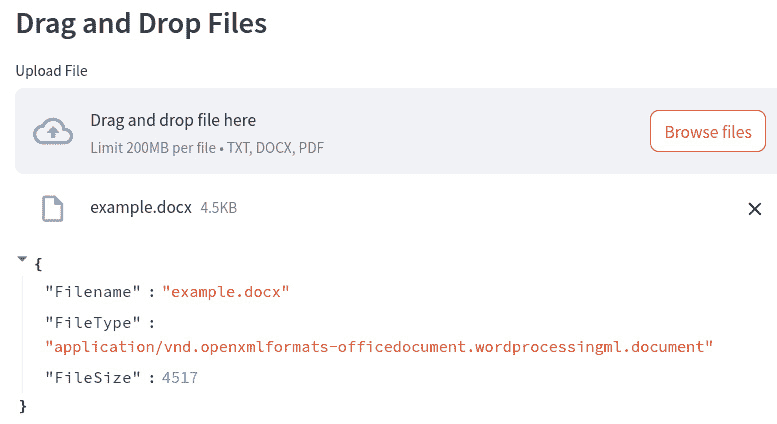 Drag and Drop Files
Upload File
Drag and drop file here
Limit 200MB per file • TXT, DOCX, PDF
Browse files
example.docx 4.5KB
{
"Filename" : "example.docx"
"FileType" :
"application/vnd.openxmlformats-officedocument.wordprocessingml.document"
"FileSize" : 4517
}